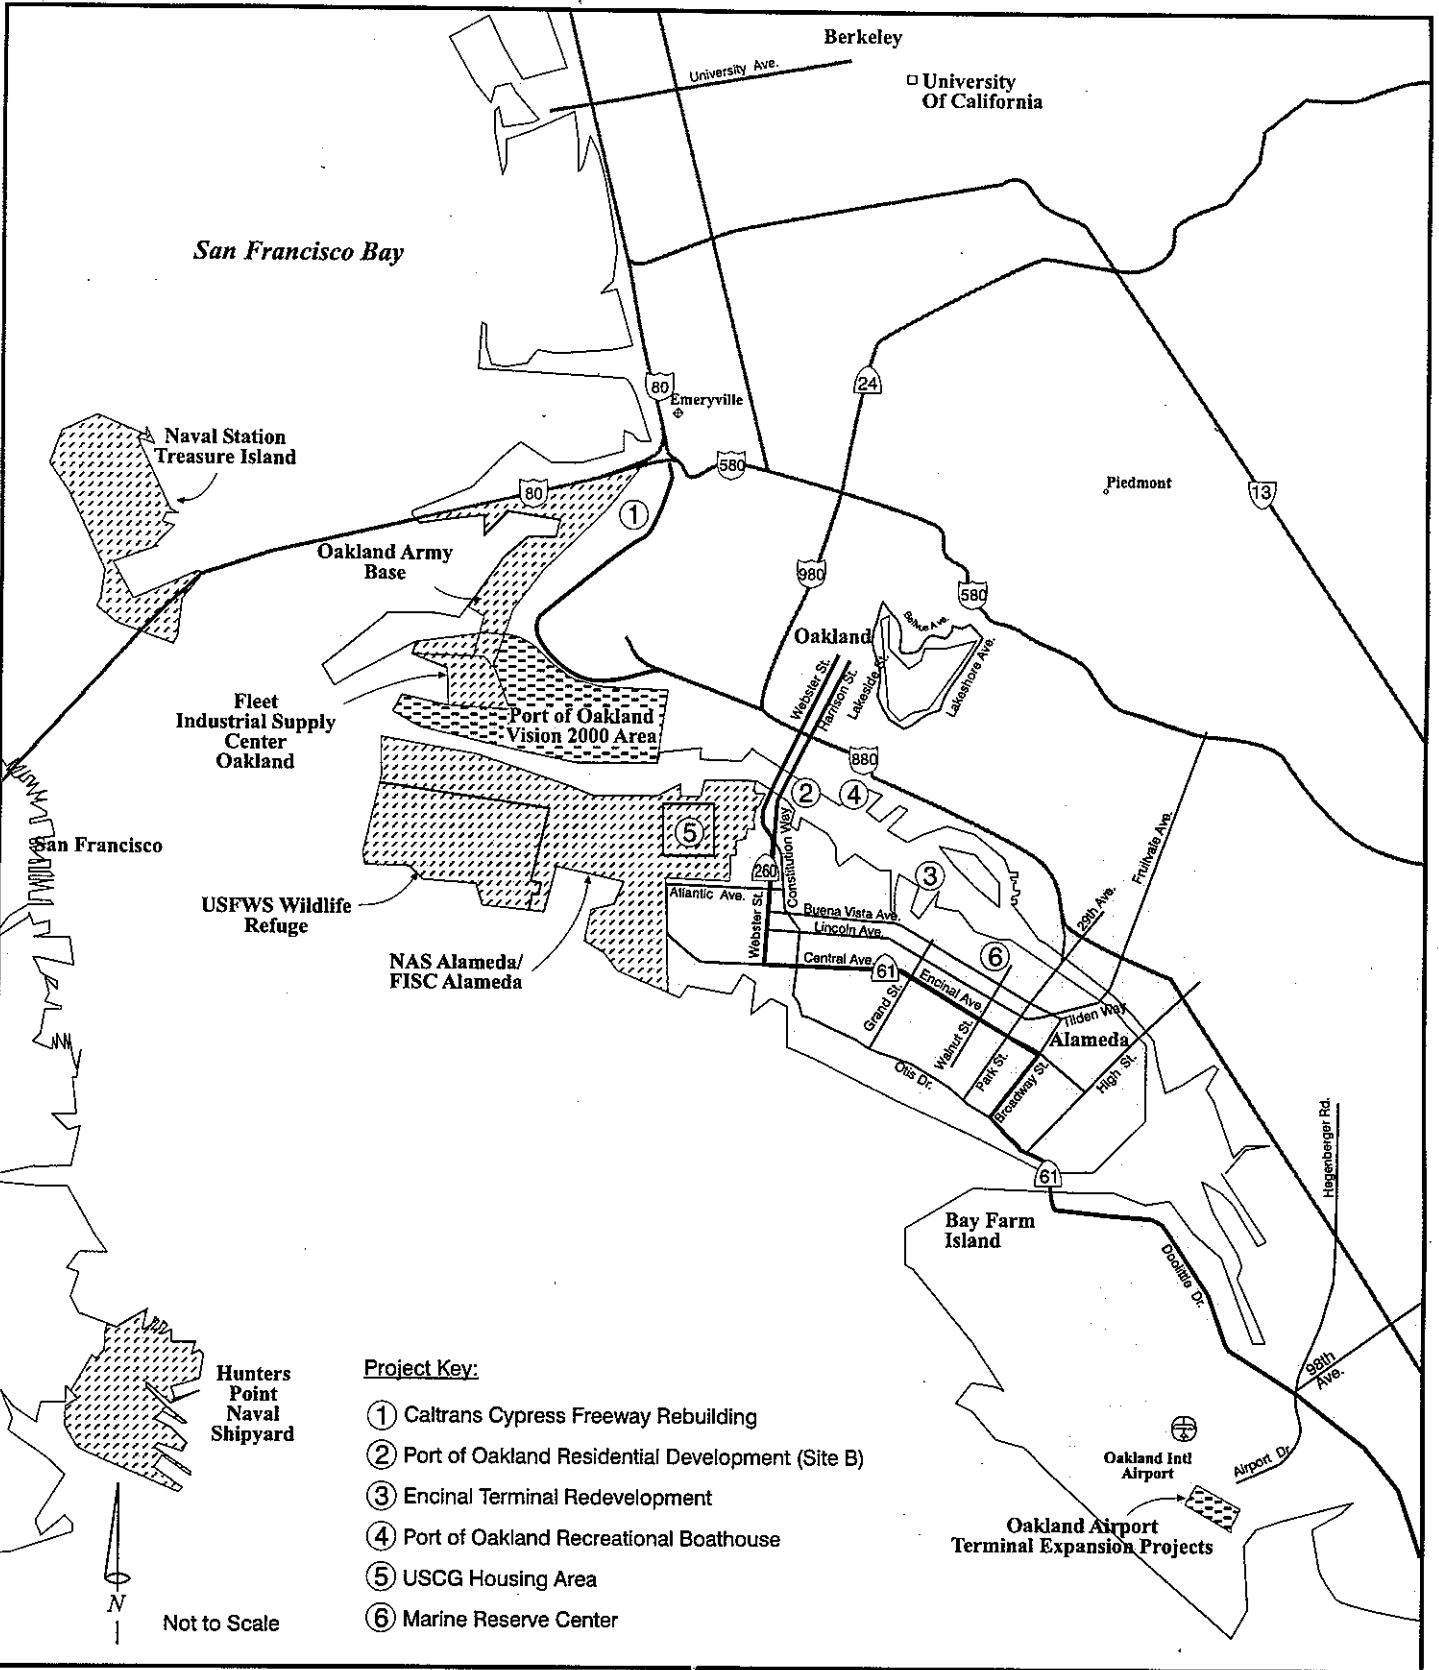 Berkeley
University Ave.
University
Of California
San Francisco Bay
80
Emeryville
24
Naval Station
Treasure Island
580
80
Piedmont
13
1
Oakland Army
Base
980
580
Bellvue Ave.
Oakland
Webster St.
Harrison St.
Lakeside
Lakeshore Ave.
Fleet
Industrial Supply
Center
Oakland
Port of Oakland
Vision 2000 Area
880
2
4
5
San Francisco
Constitution Way
260
3
Fruitvale Ave.
Atlantic Ave.
USFWS Wildlife
Refuge
Buena Vista Ave.
29th Ave.
Lincoln Ave.
Webster St.
6
Central Ave.
61
NAS Alameda/
FISC Alameda
Encinal Ave.
Grand St.
Tilden Way
Walnut St.
Alameda
Otis Dr.
Park St.
Broadway St.
High St.
Hegenberger Rd.
61
Bay Farm
Island
Doolittle Dr.
98th
Ave.
Hunters
Point
Naval
Shipyard
Project Key:
1 Caltrans Cypress Freeway Rebuilding
2 Port of Oakland Residential Development (Site B)
3 Encinal Terminal Redevelopment
4 Port of Oakland Recreational Boathouse
5 USCG Housing Area
6 Marine Reserve Center
Oakland Intl
Airport
Airport Dr.
Oakland Airport
Terminal Expansion Projects
N
Not to Scale